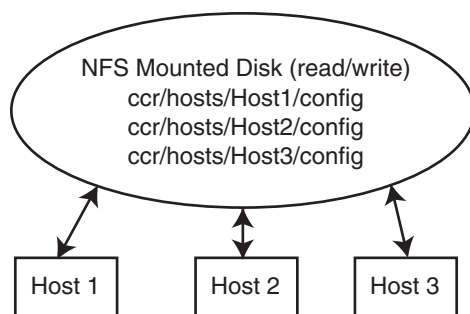 NFS Mounted Disk (read/write)
ccr/hosts/Host1/config
ccr/hosts/Host2/config
ccr/hosts/Host3/config
Host 1
Host 2
Host 3